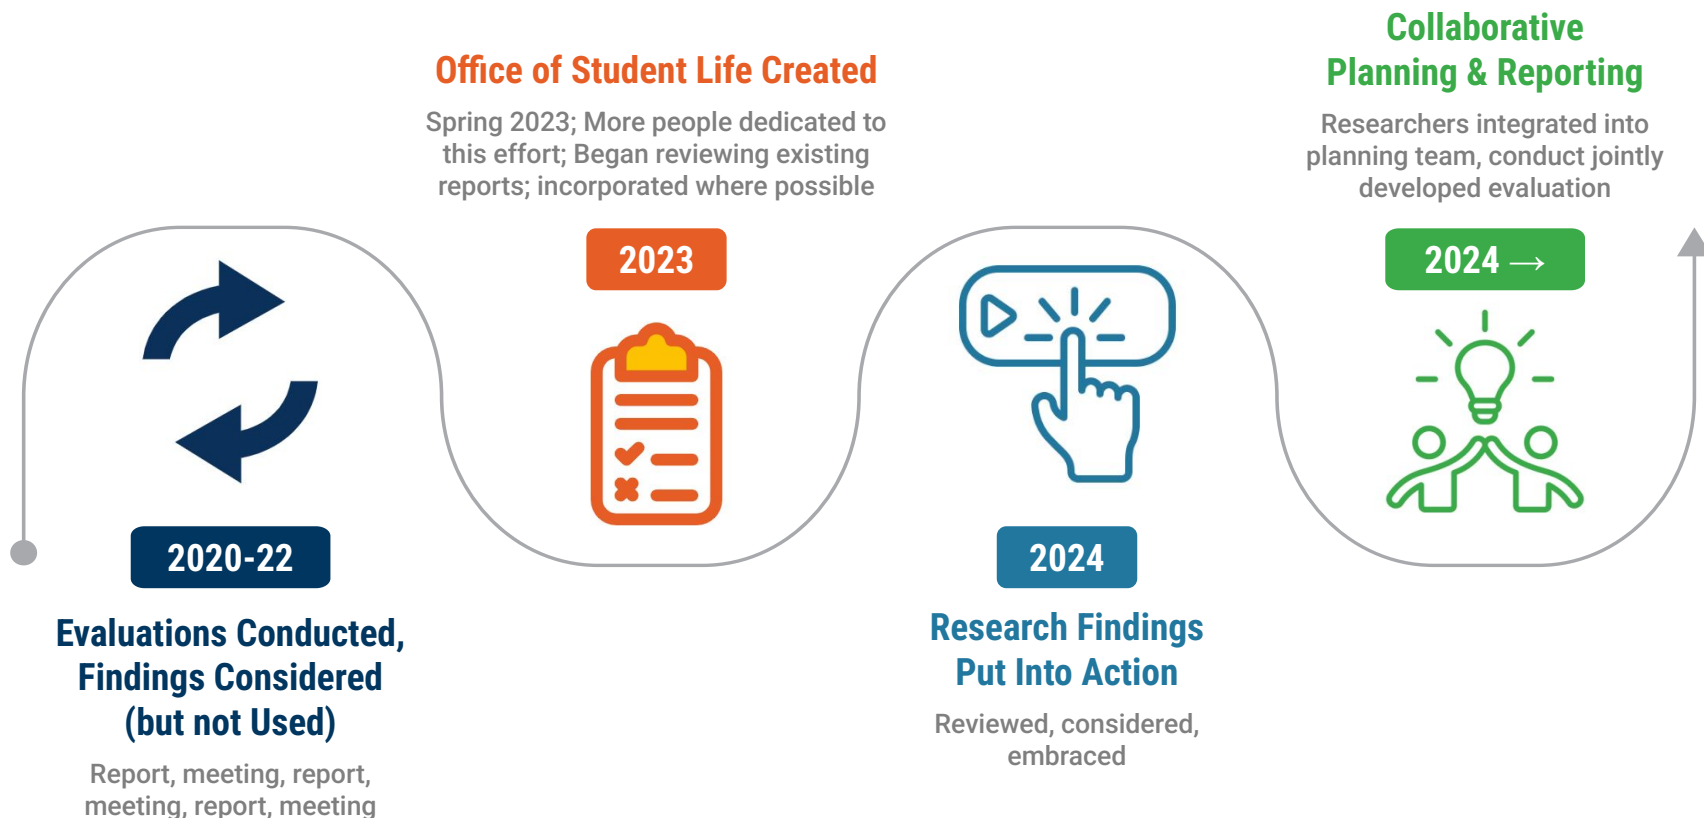 2020-22
Evaluations Conducted,
Findings Considered
(but not Used)
Report, meeting, report,
meeting, report, meeting
Office of Student Life Created
Spring 2023; More people dedicated to
this effort; Began reviewing existing
reports; incorporated where possible
2023
2024
Research Findings
Put Into Action
Reviewed, considered,
embraced
Collaborative
Planning & Reporting
Researchers integrated into
planning team, conduct jointly
developed evaluation
2024 →